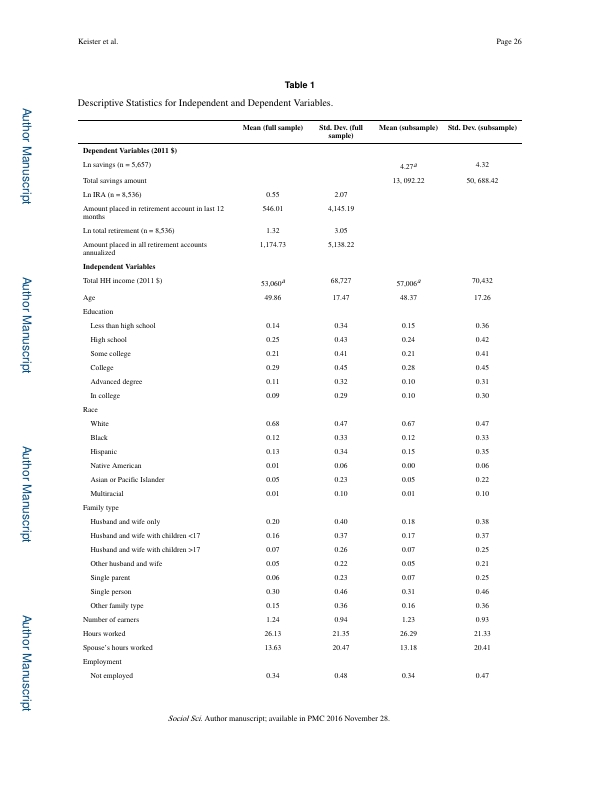 Keister et al. Page 26
Author Manuscript
Author Manuscript
Author Manuscript
Author Manuscript
Table 1
Descriptive Statistics for Independent and Dependent Variables.
Mean (full sample) Std. Dev. (full sample) Mean (subsample) Std. Dev. (subsample)
Dependent Variables (2011 $)
Ln savings (n = 5,657) 4.27a 4.32
Total savings amount 13, 092.22 50, 688.42
Ln IRA (n = 8,536) 0.55 2.07
Amount placed in retirement account in last 12 months 546.01 4,145.19
Ln total retirement (n = 8,536) 1.32 3.05
Amount placed in all retirement accounts annualized 1,174.73 5,138.22
Independent Variables
Total HH income (2011 $) 53,060a 68,727 57,006a 70,432
Age 49.86 17.47 48.37 17.26
Education
Less than high school 0.14 0.34 0.15 0.36
High school 0.25 0.43 0.24 0.42
Some college 0.21 0.41 0.21 0.41
College 0.29 0.45 0.28 0.45
Advanced degree 0.11 0.32 0.10 0.31
In college 0.09 0.29 0.10 0.30
Race
White 0.68 0.47 0.67 0.47
Black 0.12 0.33 0.12 0.33
Hispanic 0.13 0.34 0.15 0.35
Native American 0.01 0.06 0.00 0.06
Asian or Pacific Islander 0.05 0.23 0.05 0.22
Multiracial 0.01 0.10 0.01 0.10
Family type
Husband and wife only 0.20 0.40 0.18 0.38
Husband and wife with children <17 0.16 0.37 0.17 0.37
Husband and wife with children >17 0.07 0.26 0.07 0.25
Other husband and wife 0.05 0.22 0.05 0.21
Single parent 0.06 0.23 0.07 0.25
Single person 0.30 0.46 0.31 0.46
Other family type 0.15 0.36 0.16 0.36
Number of earners 1.24 0.94 1.23 0.93
Hours worked 26.13 21.35 26.29 21.33
Spouse's hours worked 13.63 20.47 13.18 20.41
Employment
Not employed 0.34 0.48 0.34 0.47
Sociol Sci. Author manuscript; available in PMC 2016 November 28.